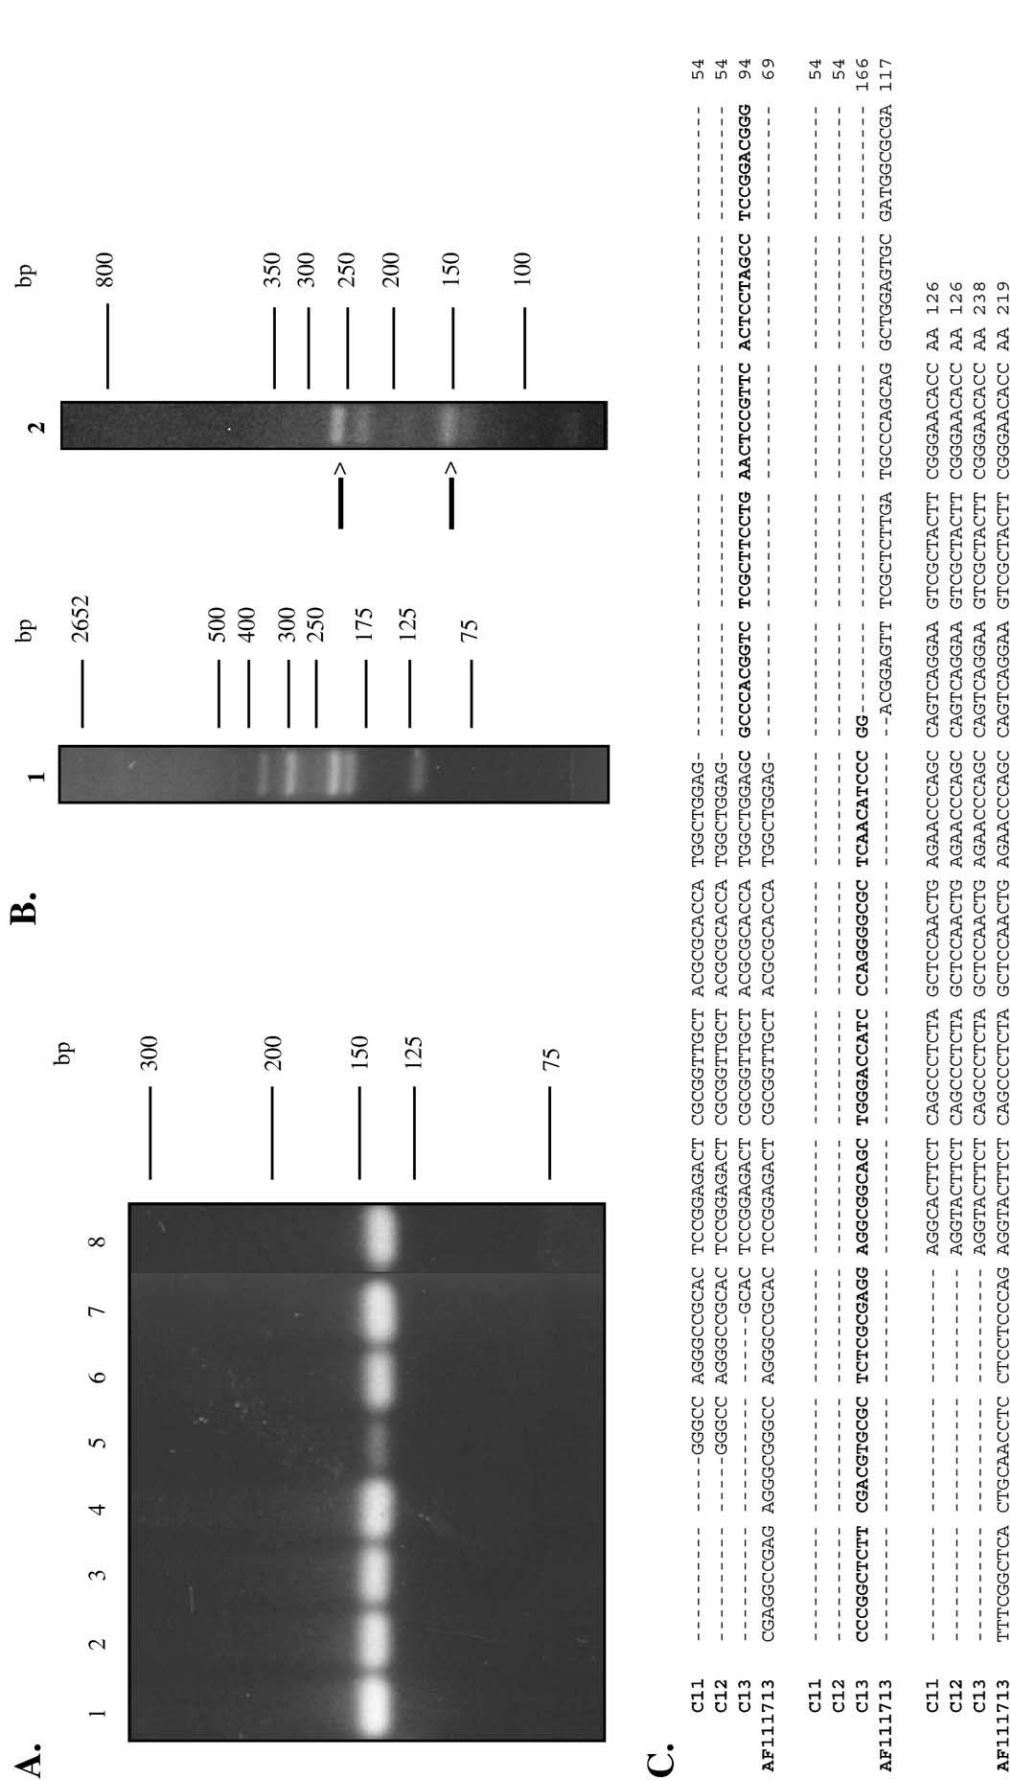 A.
1 2 3 4 5 6 7 8
bp
300
200
150
125
75
B.
1
bp
2652
500
400
300
250
175
125
75
2
bp
800
350
300
250
200
150
100
> >
C.
C11 ---------- -----GGGCC AGGGCCGCAC TCCGGAGACT CGCGGTTGCT ACGCGCACCA TGGCTGGAG- ---------- ---------- ---------- ---------- ---------- 54
C12 ---------- -----GGGCC AGGGCCGCAC TCCGGAGACT CGCGGTTGCT ACGCGCACCA TGGCTGGAG- ---------- ---------- ---------- ---------- ---------- 54
C13 ---------- ---------- ------GCAC TCCGGAGACT CGCGGTTGCT ACGCGCACCA TGGCTGGAGC GCCCACGGTC TCGCTTCCTG AACTCCGTTC ACTCCTAGCC TCCGGACGGG 94
AF111713 CGAGGCCGAG AGGGCGGGCC AGGGCCGCAC TCCGGAGACT CGCGGTTGCT ACGCGCACCA TGGCTGGAG- ---------- ---------- ---------- ---------- ---------- 69
C11 ---------- ---------- ---------- ---------- ---------- ---------- ---------- ---------- ---------- ---------- ---------- ---------- 54
C12 ---------- ---------- ---------- ---------- ---------- ---------- ---------- ---------- ---------- ---------- ---------- ---------- 54
C13 CCCGGCTCTT CGACGTGCGC TCTCGCGAGG AGGCGGCAGC TGGGACCATC CCAGGGGCGC TCAACATCCC GG-------- ---------- ---------- ---------- ---------- 166
AF111713 ---------- ---------- ---------- ---------- ---------- ---------- ---------- --ACGGAGTT TCGCTCTTGA TGCCCAGCAG GCTGGAGTGC GATGGCGCGA 117
C11 ---------- ---------- ---------- AGGCACTTCT CAGCCCTCTA GCTCCAACTG AGAACCCAGC CAGTCAGGAA GTCGCTACTT CGGGAACACC AA 126
C12 ---------- ---------- ---------- AGGTACTTCT CAGCCCTCTA GCTCCAACTG AGAACCCAGC CAGTCAGGAA GTCGCTACTT CGGGAACACC AA 126
C13 ---------- ---------- ---------- AGGTACTTCT CAGCCCTCTA GCTCCAACTG AGAACCCAGC CAGTCAGGAA GTCGCTACTT CGGGAACACC AA 238
AF111713 TTTCGGCTCA CTGCAACCTC CTCCTCCCAG AGGTACTTCT CAGCCCTCTA GCTCCAACTG AGAACCCAGC CAGTCAGGAA GTCGCTACTT CGGGAACACC AA 219